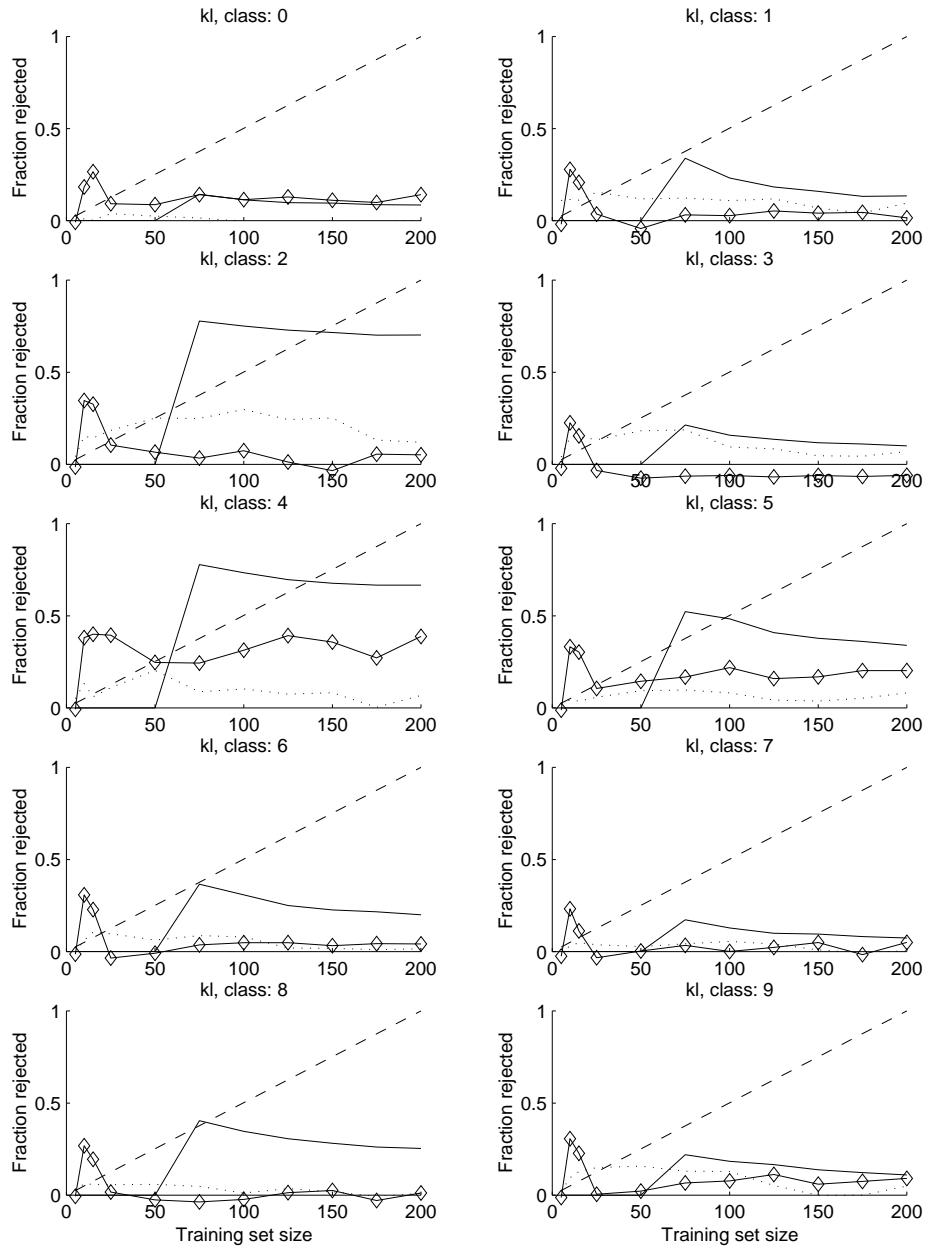 kl, class: 0
1
0.5
0
Fraction rejected
0 50 100 150 200
kl, class: 1
1
0.5
0
Fraction rejected
0 50 100 150 200
kl, class: 2
1
0.5
0
Fraction rejected
0 50 100 150 200
kl, class: 3
1
0.5
0
Fraction rejected
0 50 100 150 200
kl, class: 4
1
0.5
0
Fraction rejected
0 50 100 150 200
kl, class: 5
1
0.5
0
Fraction rejected
0 50 100 150 200
kl, class: 6
1
0.5
0
Fraction rejected
0 50 100 150 200
kl, class: 7
1
0.5
0
Fraction rejected
0 50 100 150 200
kl, class: 8
1
0.5
0
Fraction rejected
0 50 100 150 200
Training set size
kl, class: 9
1
0.5
0
Fraction rejected
0 50 100 150 200
Training set size